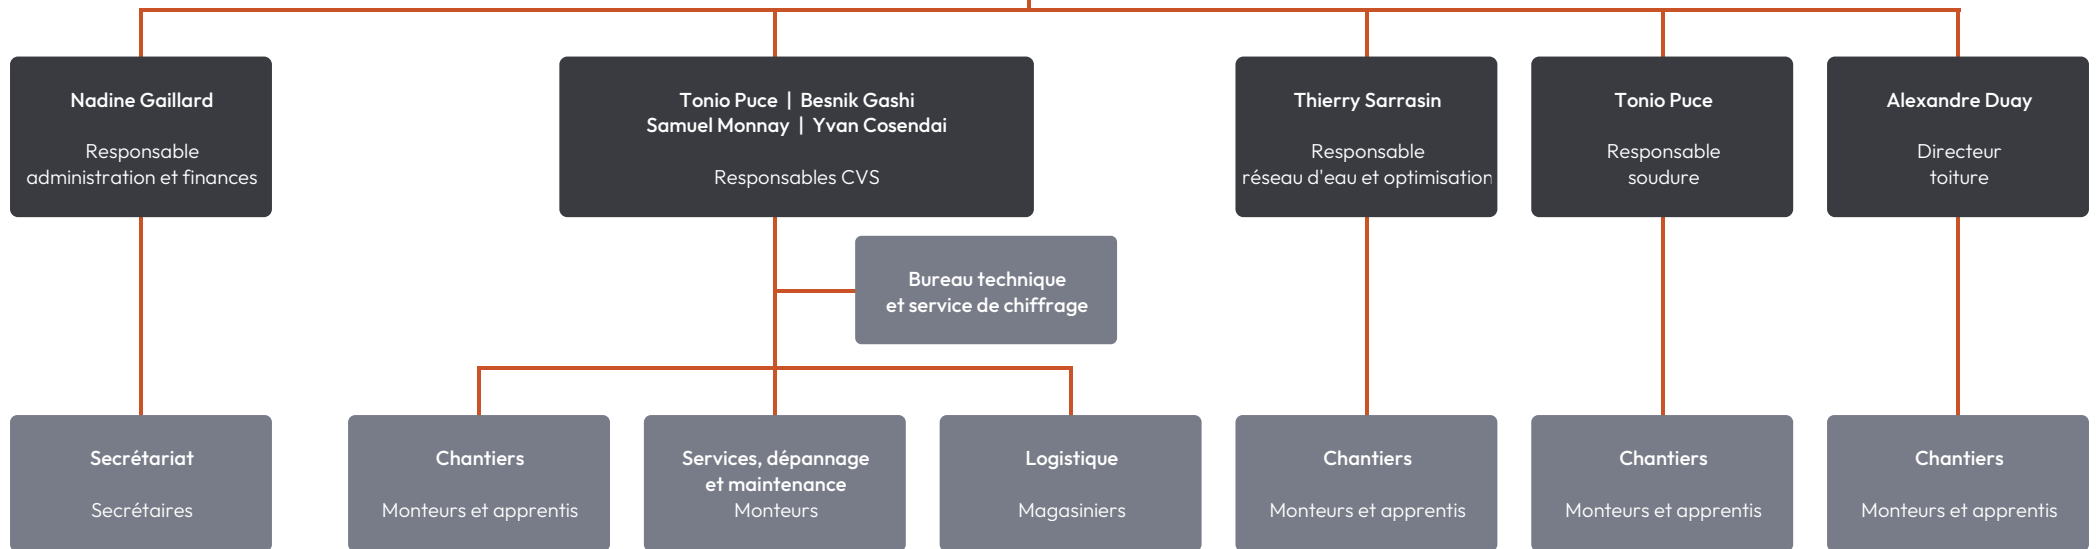 Nadine Gaillard
Responsable
administration et finances
Tonio Puce | Besnik Gashi
Samuel Monnay | Yvan Cosendai
Responsables CVS
Thierry Sarrasin
Responsable
réseau d'eau et optimisation
Tonio Puce
Responsable
soudure
Alexandre Duay
Directeur
toiture
Bureau technique
et service de chiffrage
Secrétariat
Secrétaires
Chantiers
Monteurs et apprentis
Services, dépannage
et maintenance
Monteurs
Logistique
Magasiniers
Chantiers
Monteurs et apprentis
Chantiers
Monteurs et apprentis
Chantiers
Monteurs et apprentis